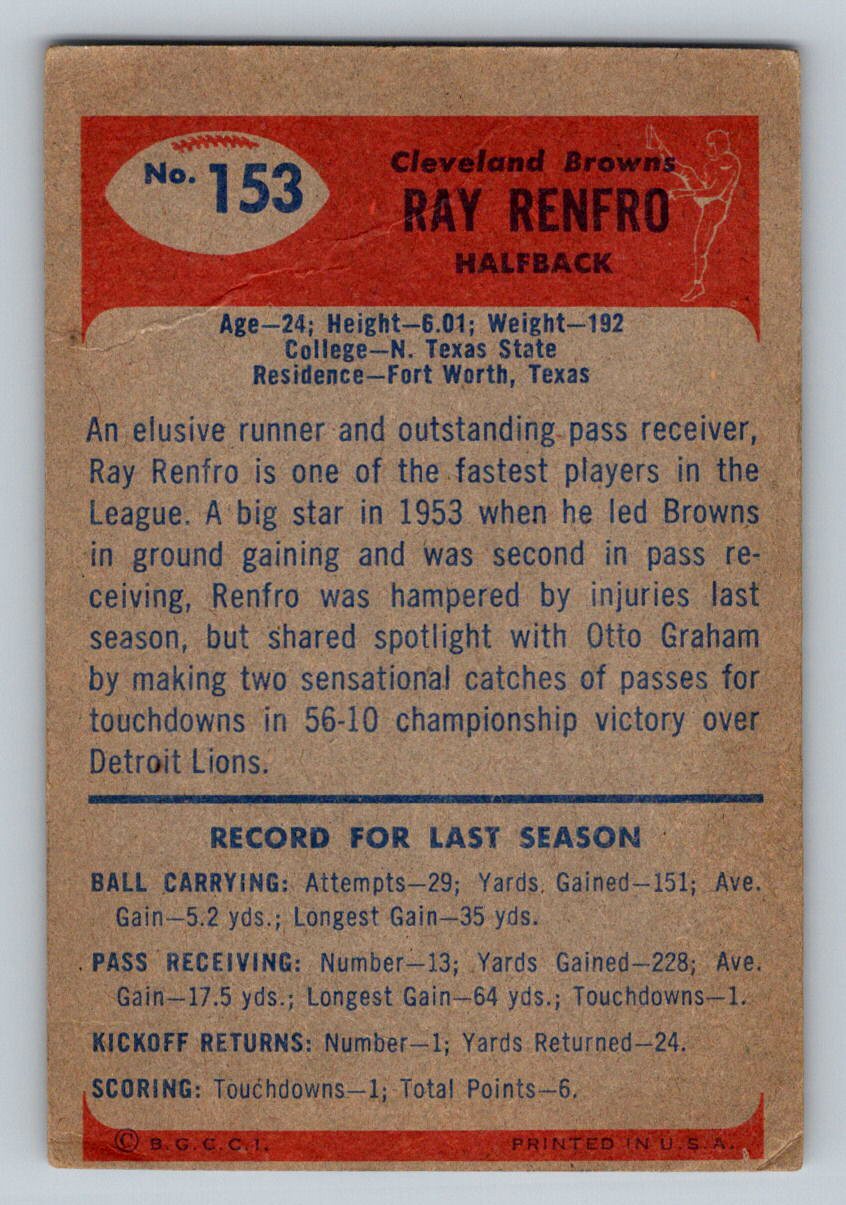 No. 153
Cleveland Browns
RAY RENFRO
HALFBACK
Age—24; Height—6.01; Weight—192
College—N. Texas State
Residence—Fort Worth, Texas
An elusive runner and outstanding pass receiver,
Ray Renfro is one of the fastest players in the
League. A big star in 1953 when he led Browns
in ground gaining and was second in pass re-
ceiving, Renfro was hampered by injuries last
season, but shared spotlight with Otto Graham
by making two sensational catches of passes for
touchdowns in 56-10 championship victory over
Detroit Lions.
RECORD FOR LAST SEASON
BALL CARRYING: Attempts—29; Yards Gained—151; Ave.
Gain—5.2 yds.; Longest Gain—35 yds.
PASS RECEIVING: Number—13; Yards Gained—228; Ave.
Gain—17.5 yds.; Longest Gain—64 yds.; Touchdowns—1.
KICKOFF RETURNS: Number—1; Yards Returned—24.
SCORING: Touchdowns—1; Total Points—6.
© B.G.C.C.I. PRINTED IN U.S.A.